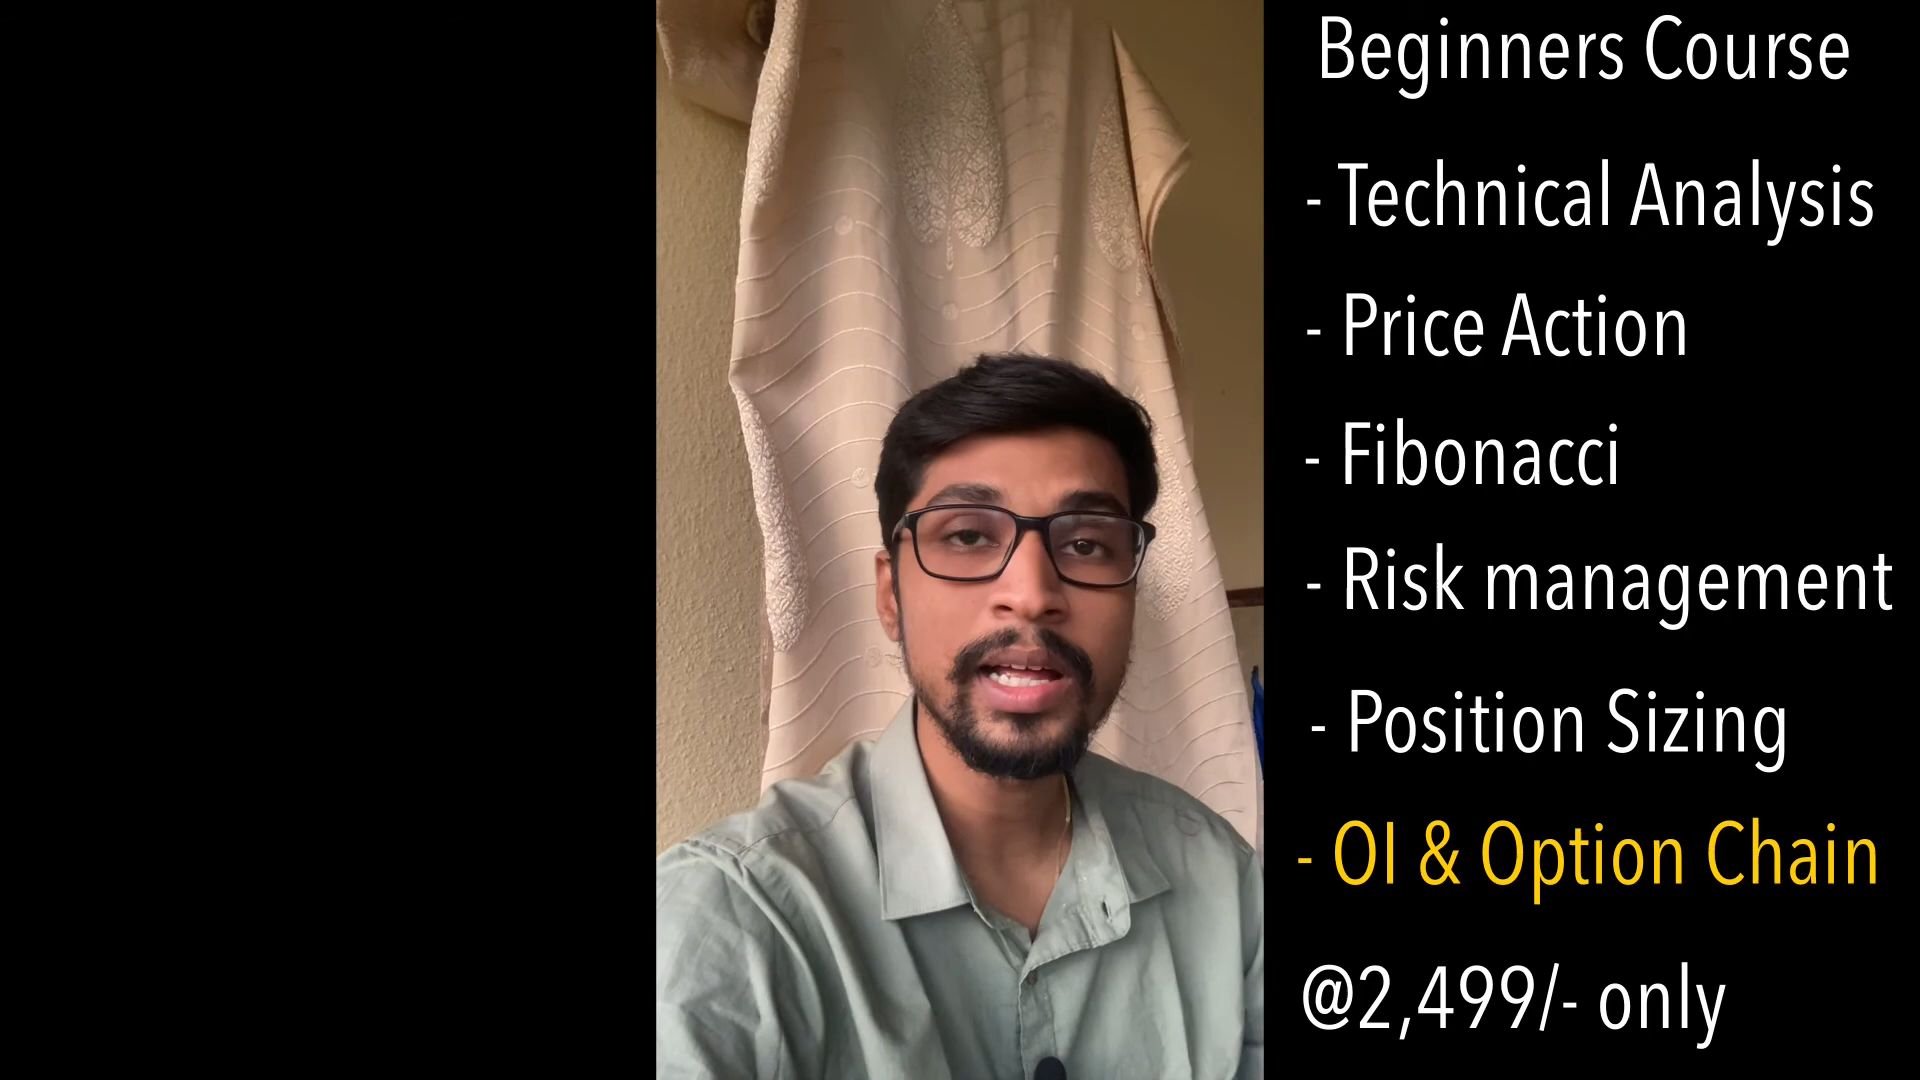 Beginners Course
- Technical Analysis
- Price Action
- Fibonacci
- Risk management
- Position Sizing
- OI & Option Chain
@2,499/- only